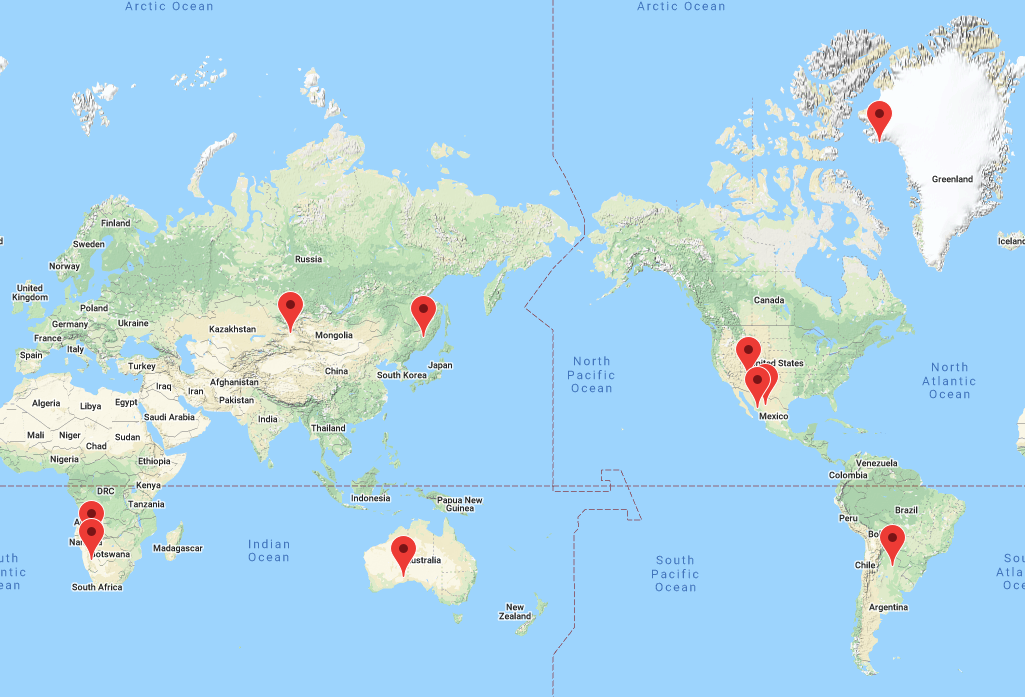 Arctic Ocean
Arctic Ocean
Greenland
Finland
Sweden
Iceland
Norway
Russia
United
Kingdom
Canada
Poland
Germany
Ukraine
Kazakhstan
Mongolia
France
Italy
Spain
Turkey
Japan
China
South Korea
United States
North
Pacific
Ocean
North
Atlantic
Ocean
Iraq
Iran
Afghanistan
Pakistan
Algeria
Libya
Egypt
Saudi Arabia
India
Mexico
Thailand
Mali
Niger
Chad
Sudan
Nigeria
Ethiopia
Venezuela
Colombia
Kenya
DRC
Indonesia
Papua New
Guinea
Tanzania
Brazil
Peru
Bo
Na
otswana
Madagascar
Indian
Ocean
ustralia
South
Pacific
Ocean
Chile
South Africa
New
Zealand
Argentina
uth
ntic
ean
Sou
Atla
Oce